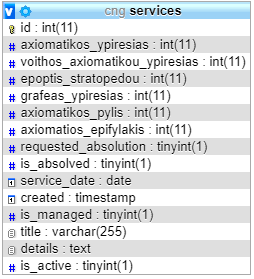 cng services
id : int(11)
axiomatikos_ypiresias : int(11)
voithos_axiomatikou_ypiresias : int(11)
epoptis_stratopedou : int(11)
grafeas_ypiresias : int(11)
axiomatikos_pylis : int(11)
axiomatios_epifylakis : int(11)
requested_absolution : tinyint(1)
is_absolved : tinyint(1)
service_date : date
created : timestamp
is_managed : tinyint(1)
title : varchar(255)
details : text
is_active : tinyint(1)